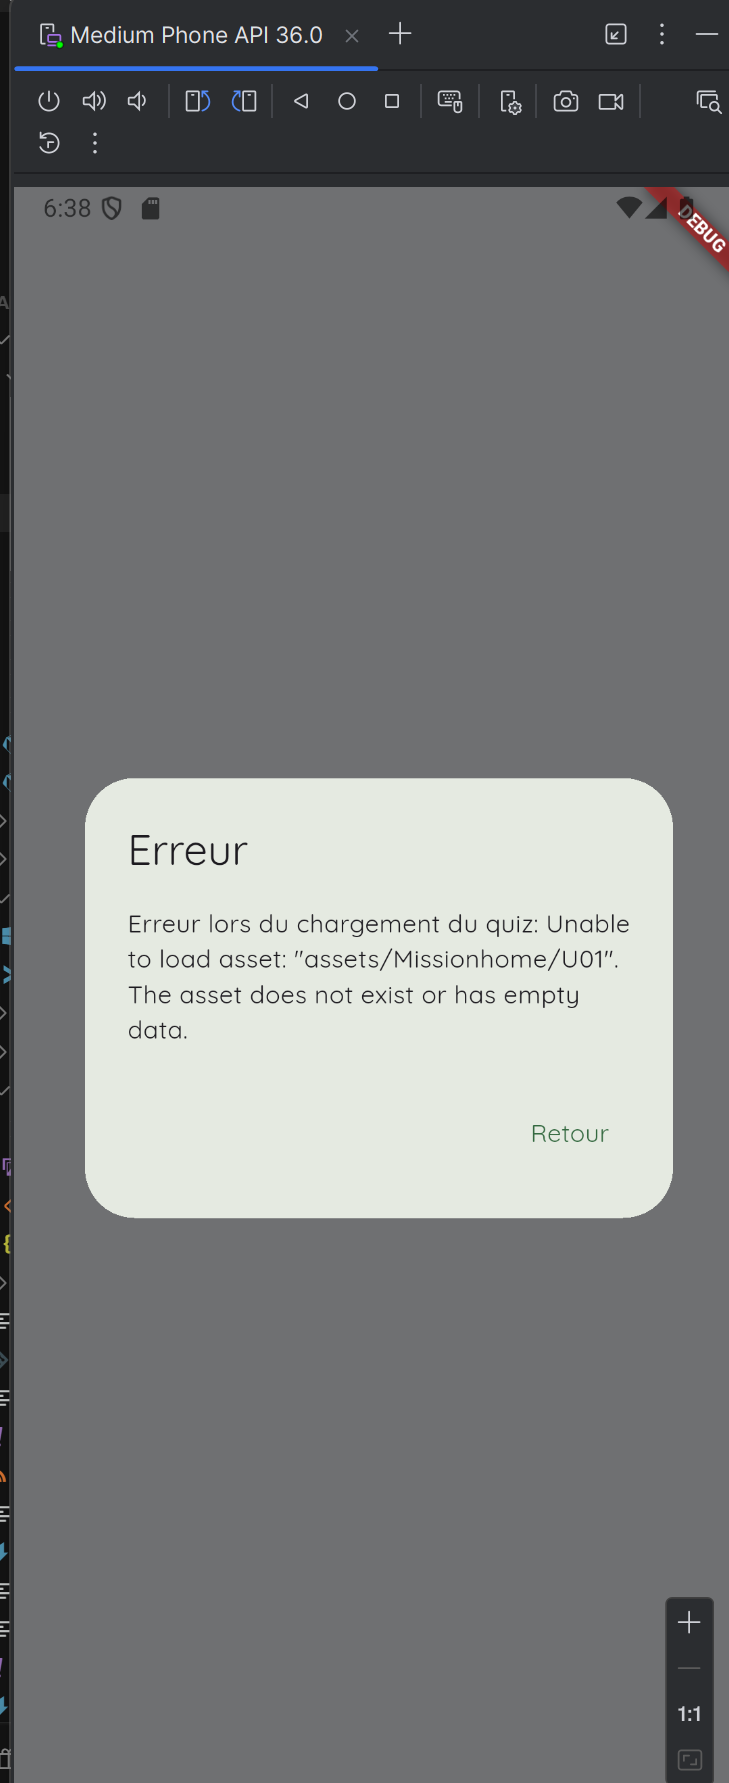 Medium Phone API 36.0
6:38
DEBUG
Erreur
Erreur lors du chargement du quiz: Unable
to load asset: "assets/Missionhome/U01".
The asset does not exist or has empty
data.
Retour
1:1